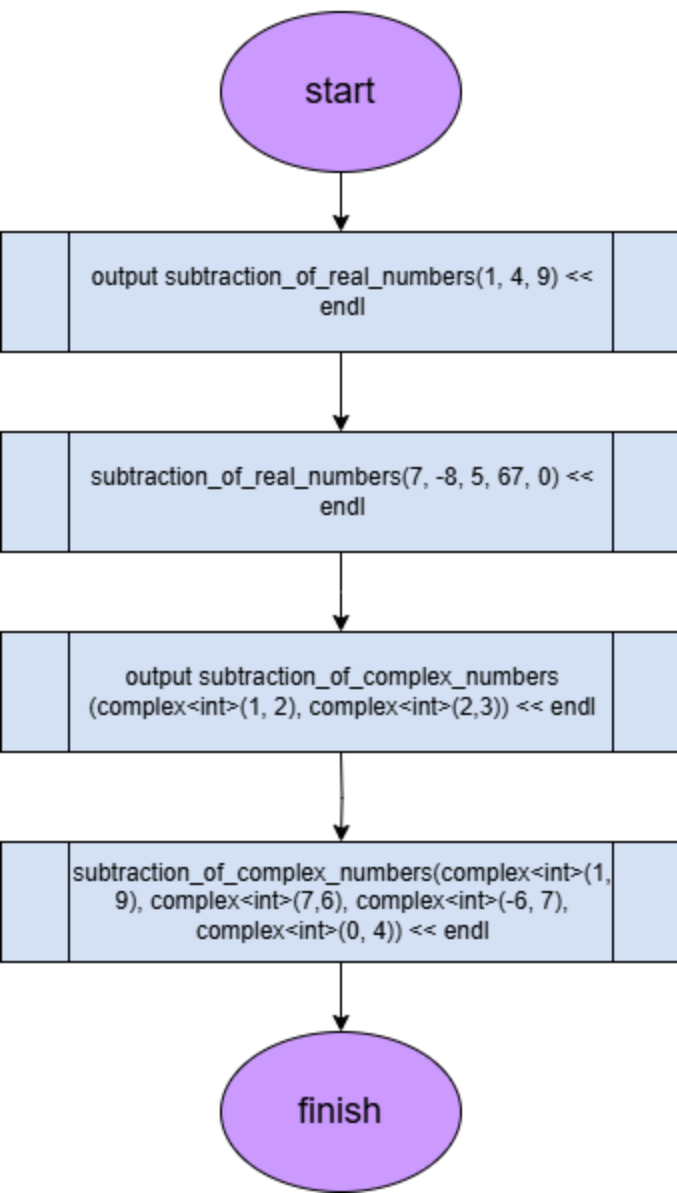 start
output subtraction_of_real_numbers(1, 4, 9) <<
endl
subtraction_of_real_numbers(7, -8, 5, 67, 0) <<
endl
output subtraction_of_complex_numbers
(complex<int>(1, 2), complex<int>(2,3)) << endl
subtraction_of_complex_numbers(complex<int>(1,
9), complex<int>(7,6), complex<int>(-6, 7),
complex<int>(0, 4)) << endl
finish